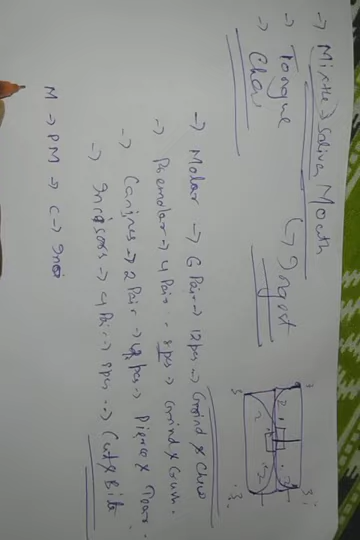 Mouth
→ Ingest
→ Mixture → saliva
→ Tongue
→ Chew
→ Molar → 6 Pair → 12 pcs → Grind & Chew
→ Premolar → 4 Pair → 8 pcs → Grind & Crush.
→ Canines → 2 Pair → 4 pcs → Pierce & Tear.
→ Incisors → 4 Pair → 8 pcs → Cut & Bite
M → PM → C → Inci